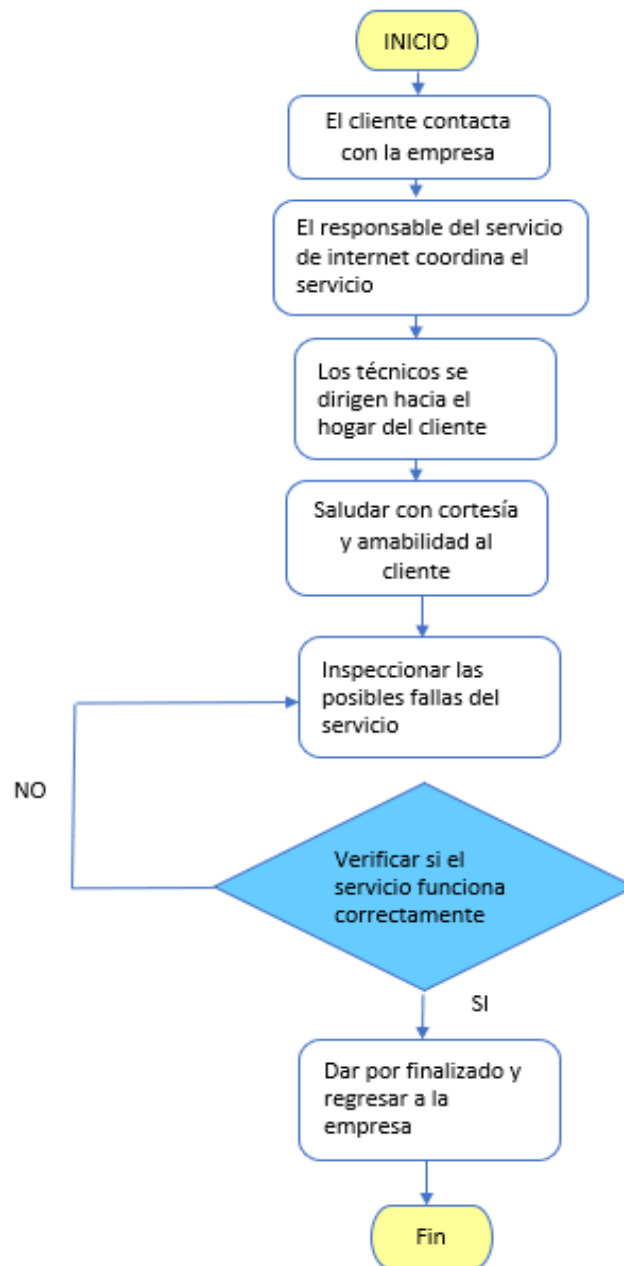 INICIO
El cliente contacta
con la empresa
El responsable del servicio
de internet coordina el
servicio
Los técnicos se
dirigen hacia el
hogar del cliente
Saludar con cortesía
y amabilidad al
cliente
Inspeccionar las
posibles fallas del
servicio
NO
Verificar si el
servicio funciona
correctamente
SI
Dar por finalizado y
regresar a la
empresa
Fin